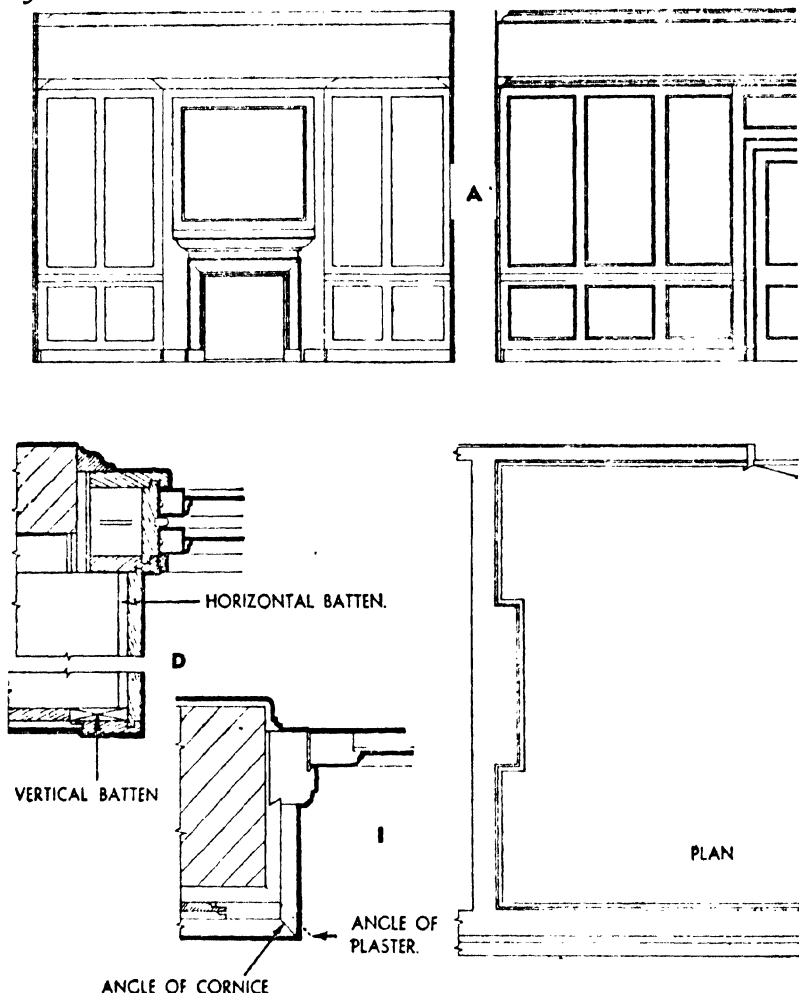 A
HORIZONTAL BATTEN.
D
VERTICAL BATTEN
I
PLAN
ANGLE OF
PLASTER.
ANGLE OF CORNICE